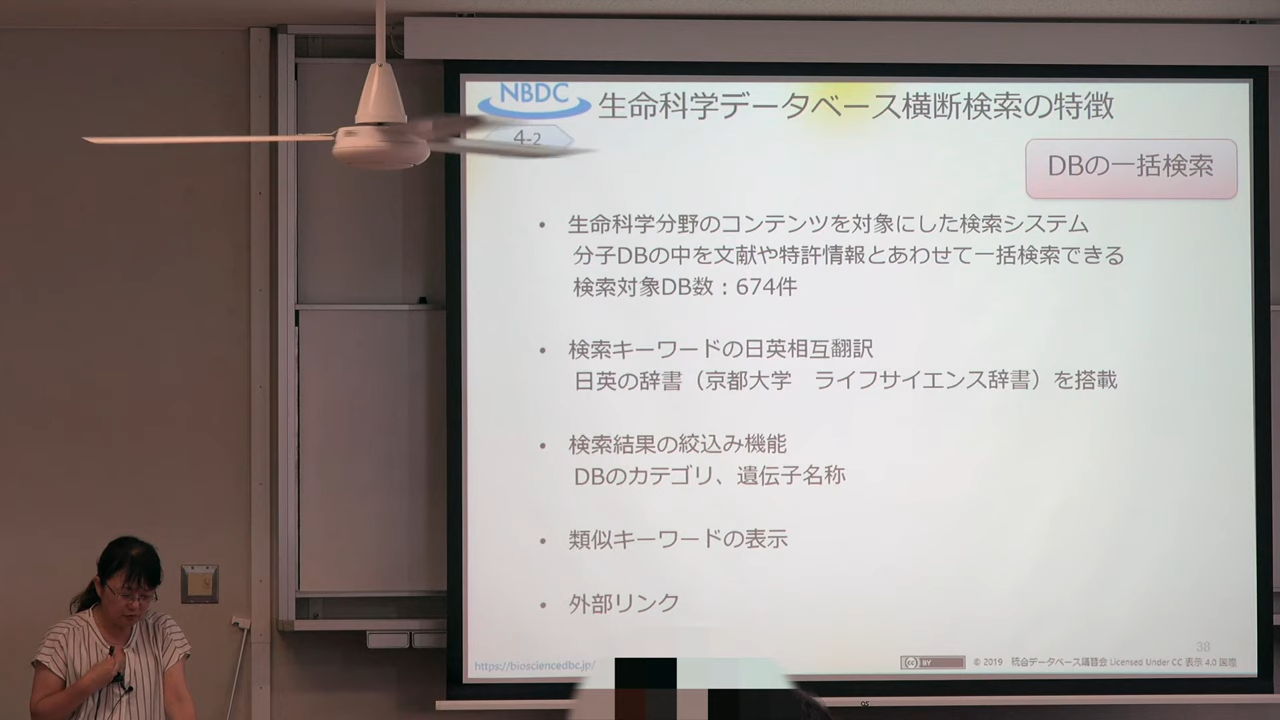 NBDC
生命科学データベース横断検索の特徴
4-2
DBの一括検索
• 生命科学分野のコンテンツを対象にした検索システム
分子DBの中を文献や特許情報とあわせて一括検索できる
検索対象DB数：674件
• 検索キーワードの日英相互翻訳
日英の辞書（京都大学　ライフサイエンス辞書）を搭載
• 検索結果の絞込み機能
DBのカテゴリ、遺伝子名称
• 類似キーワードの表示
• 外部リンク
38
https://biosciencedbc.jp/
cc BY
© 2019 統合データベース講習会 Licensed Under CC 表示 4.0 国際